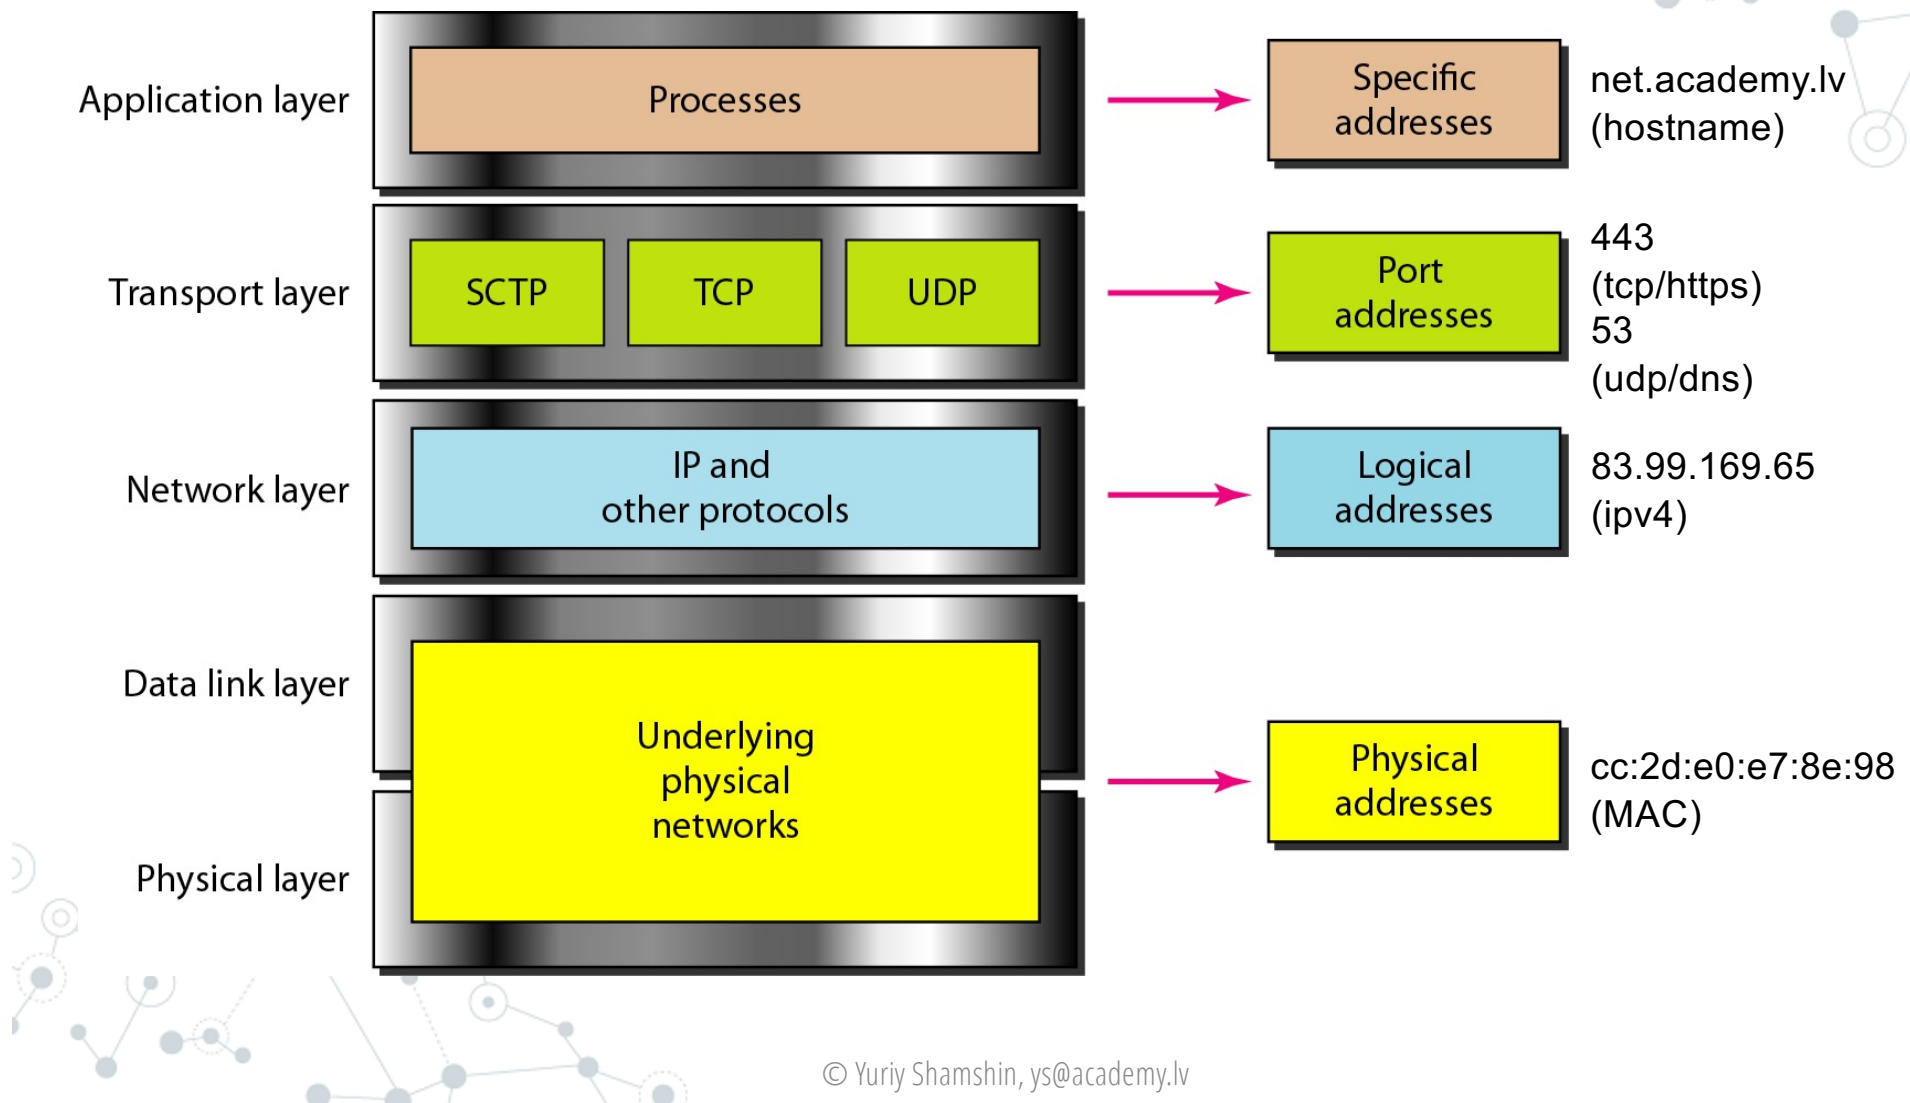 Application layer
Processes
Specific
addresses
net.academy.lv
(hostname)
Transport layer
SCTP
TCP
UDP
Port
addresses
443
(tcp/https)
53
(udp/dns)
Network layer
IP and
other protocols
Logical
addresses
83.99.169.65
(ipv4)
Data link layer
Underlying
physical
networks
Physical
addresses
cc:2d:e0:e7:8e:98
(MAC)
Physical layer
© Yuriy Shamshin, ys@academy.lv